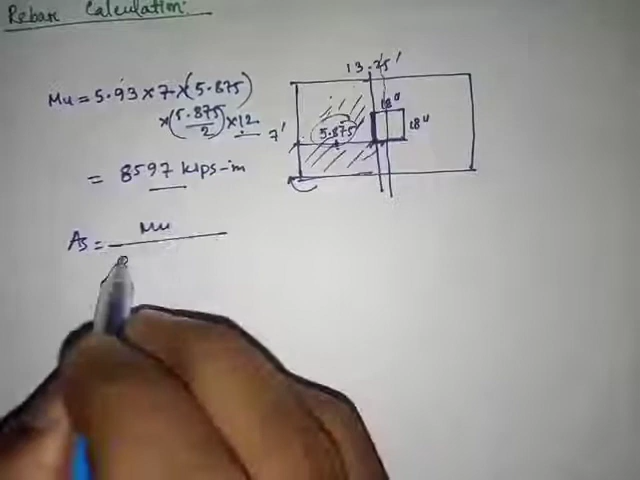 Rebar Calculation:
Mu = 5.93 x 7 x (5.875)
x (5.875/2) x 12
= 8597 kips-in
As = Mu
13.25'
18"
18"
5.875
7'